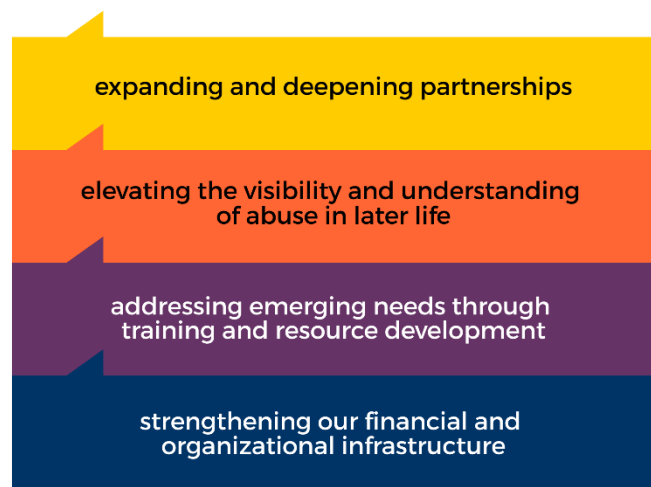 expanding and deepening partnerships
elevating the visibility and understanding
of abuse in later life
addressing emerging needs through
training and resource development
strengthening our financial and
organizational infrastructure